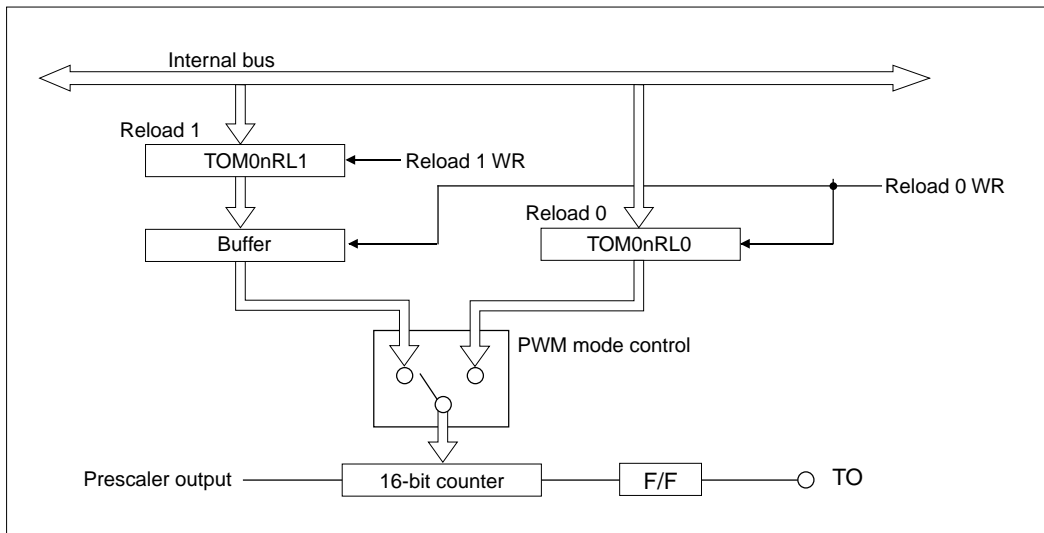 Internal bus
Reload 1
TOM0nRL1
Reload 1 WR
Reload 0 WR
Reload 0
Buffer
TOM0nRL0
PWM mode control
Prescaler output
16-bit counter
F/F
TO